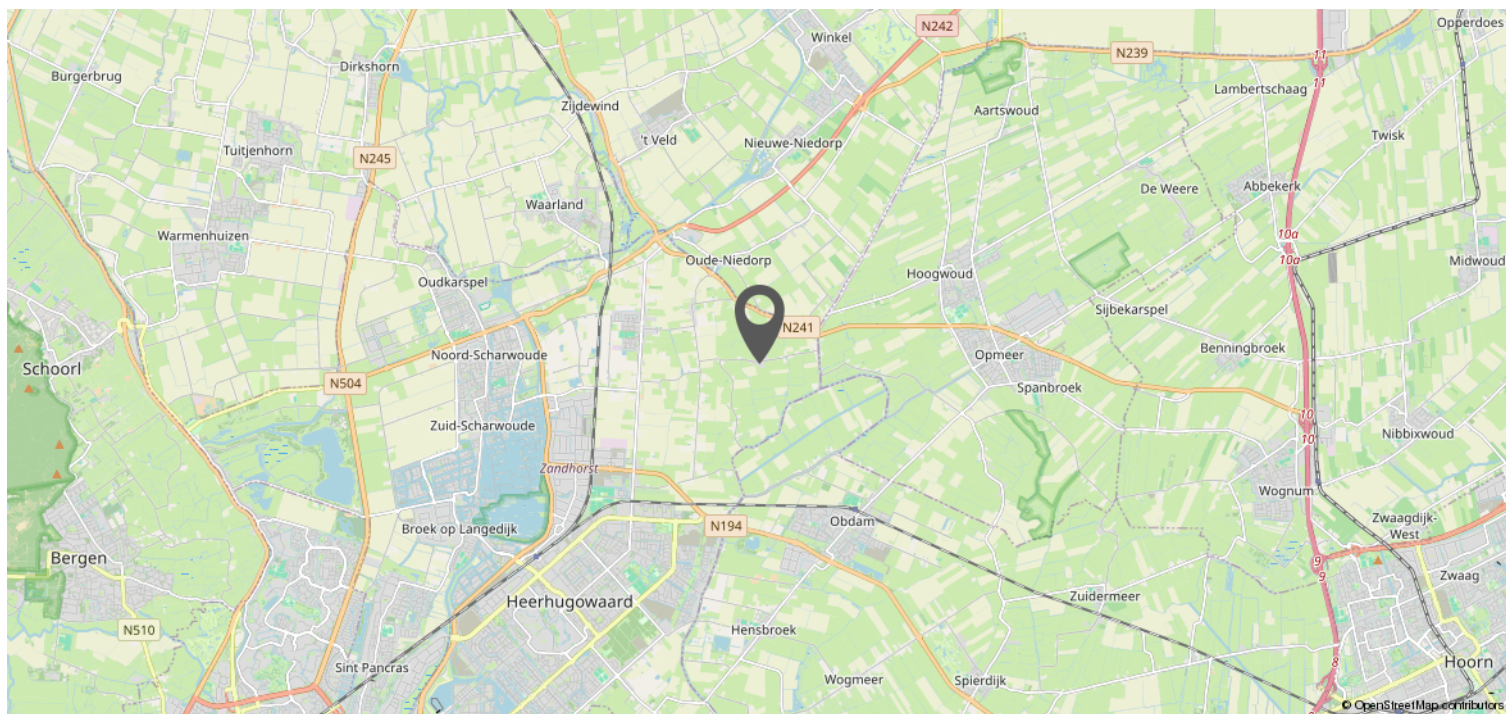 Opperdoes
N242
Winkel
N239
11
Dirkshorn
Burgerbrug
11
Lambertschaag
Zijdewind
Aartswoud
Twisk
't Veld
Nieuwe-Niedorp
Tuitjenhorn
N245
De Weere
Abbekerk
Waarland
Warmenhuizen
10a
Oude-Niedorp
10a
Midwoud
Hoogwoud
Oudkarspel
Sijbekarspel
N241
Benningbroek
Noord-Scharwoude
Opmeer
Schoorl
N504
Spanbroek
10
Zuid-Scharwoude
Nibbixwoud
10
Zandhorst
Wognum
Zwaagdijk-
West
Broek op Langedijk
N194
Obdam
Bergen
9
9
Zwaag
Heerhugowaard
Zuidermeer
N510
Hensbroek
8
Hoorn
Sint Pancras
Wogmeer
Spierdijk
8
© OpenStreetMap contributors